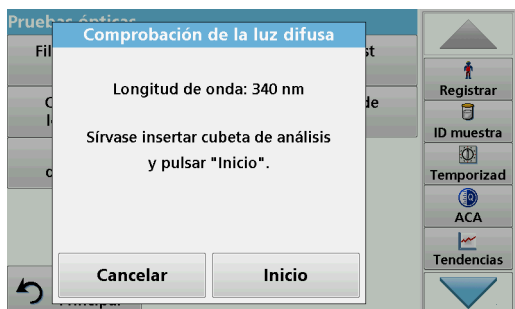 Pruebas ópticas
Comprobación de la luz difusa
Longitud de onda: 340 nm
Sírvase insertar cubeta de análisis
y pulsar "Inicio".
Cancelar
Inicio
Principal
Registrar
ID muestra
Temporizad
ACA
Tendencias